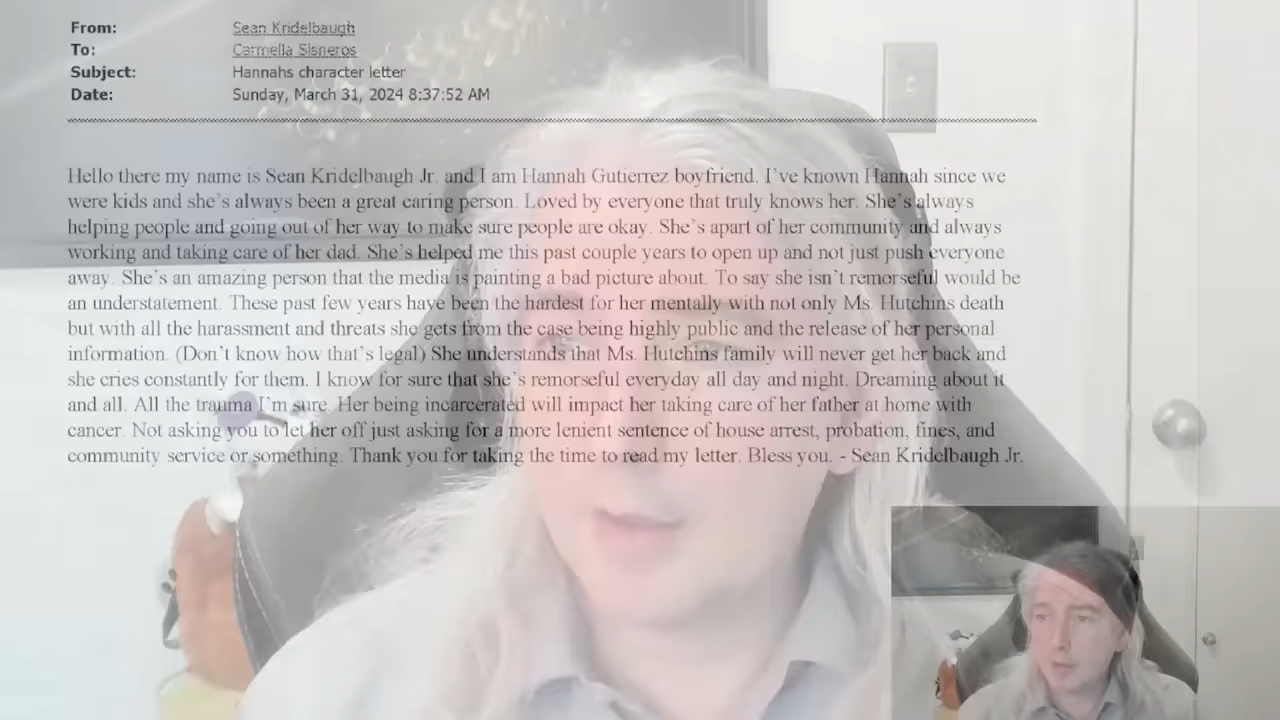 From: Sean Kridelbaugh
To: Carmella Sisneros
Subject: Hannahs character letter
Date: Sunday, March 31, 2024 8:37:52 AM
Hello there my name is Sean Kridelbaugh Jr. and I am Hannah Gutierrez boyfriend. I've known Hannah since we
were kids and she's always been a great caring person. Loved by everyone that truly knows her. She's always
helping people and going out of her way to make sure people are okay. She's apart of her community and always
working and taking care of her dad. She's helped me this past couple years to open up and not just push everyone
away. She's an amazing person that the media is painting a bad picture about. To say she isn't remorseful would be
an understatement. These past few years have been the hardest for her mentally with not only Ms. Hutchins death
but with all the harassment and threats she gets from the case being highly public and the release of her personal
information. (Don't know how that's legal) She understands that Ms. Hutchins family will never get her back and
she cries constantly for them. I know for sure that she's remorseful everyday all day and night. Dreaming about it
and all. All the trauma I'm sure. Her being incarcerated will impact her taking care of her father at home with
cancer. Not asking you to let her off just asking for a more lenient sentence of house arrest, probation, fines, and
community service or something. Thank you for taking the time to read my letter. Bless you. - Sean Kridelbaugh Jr.